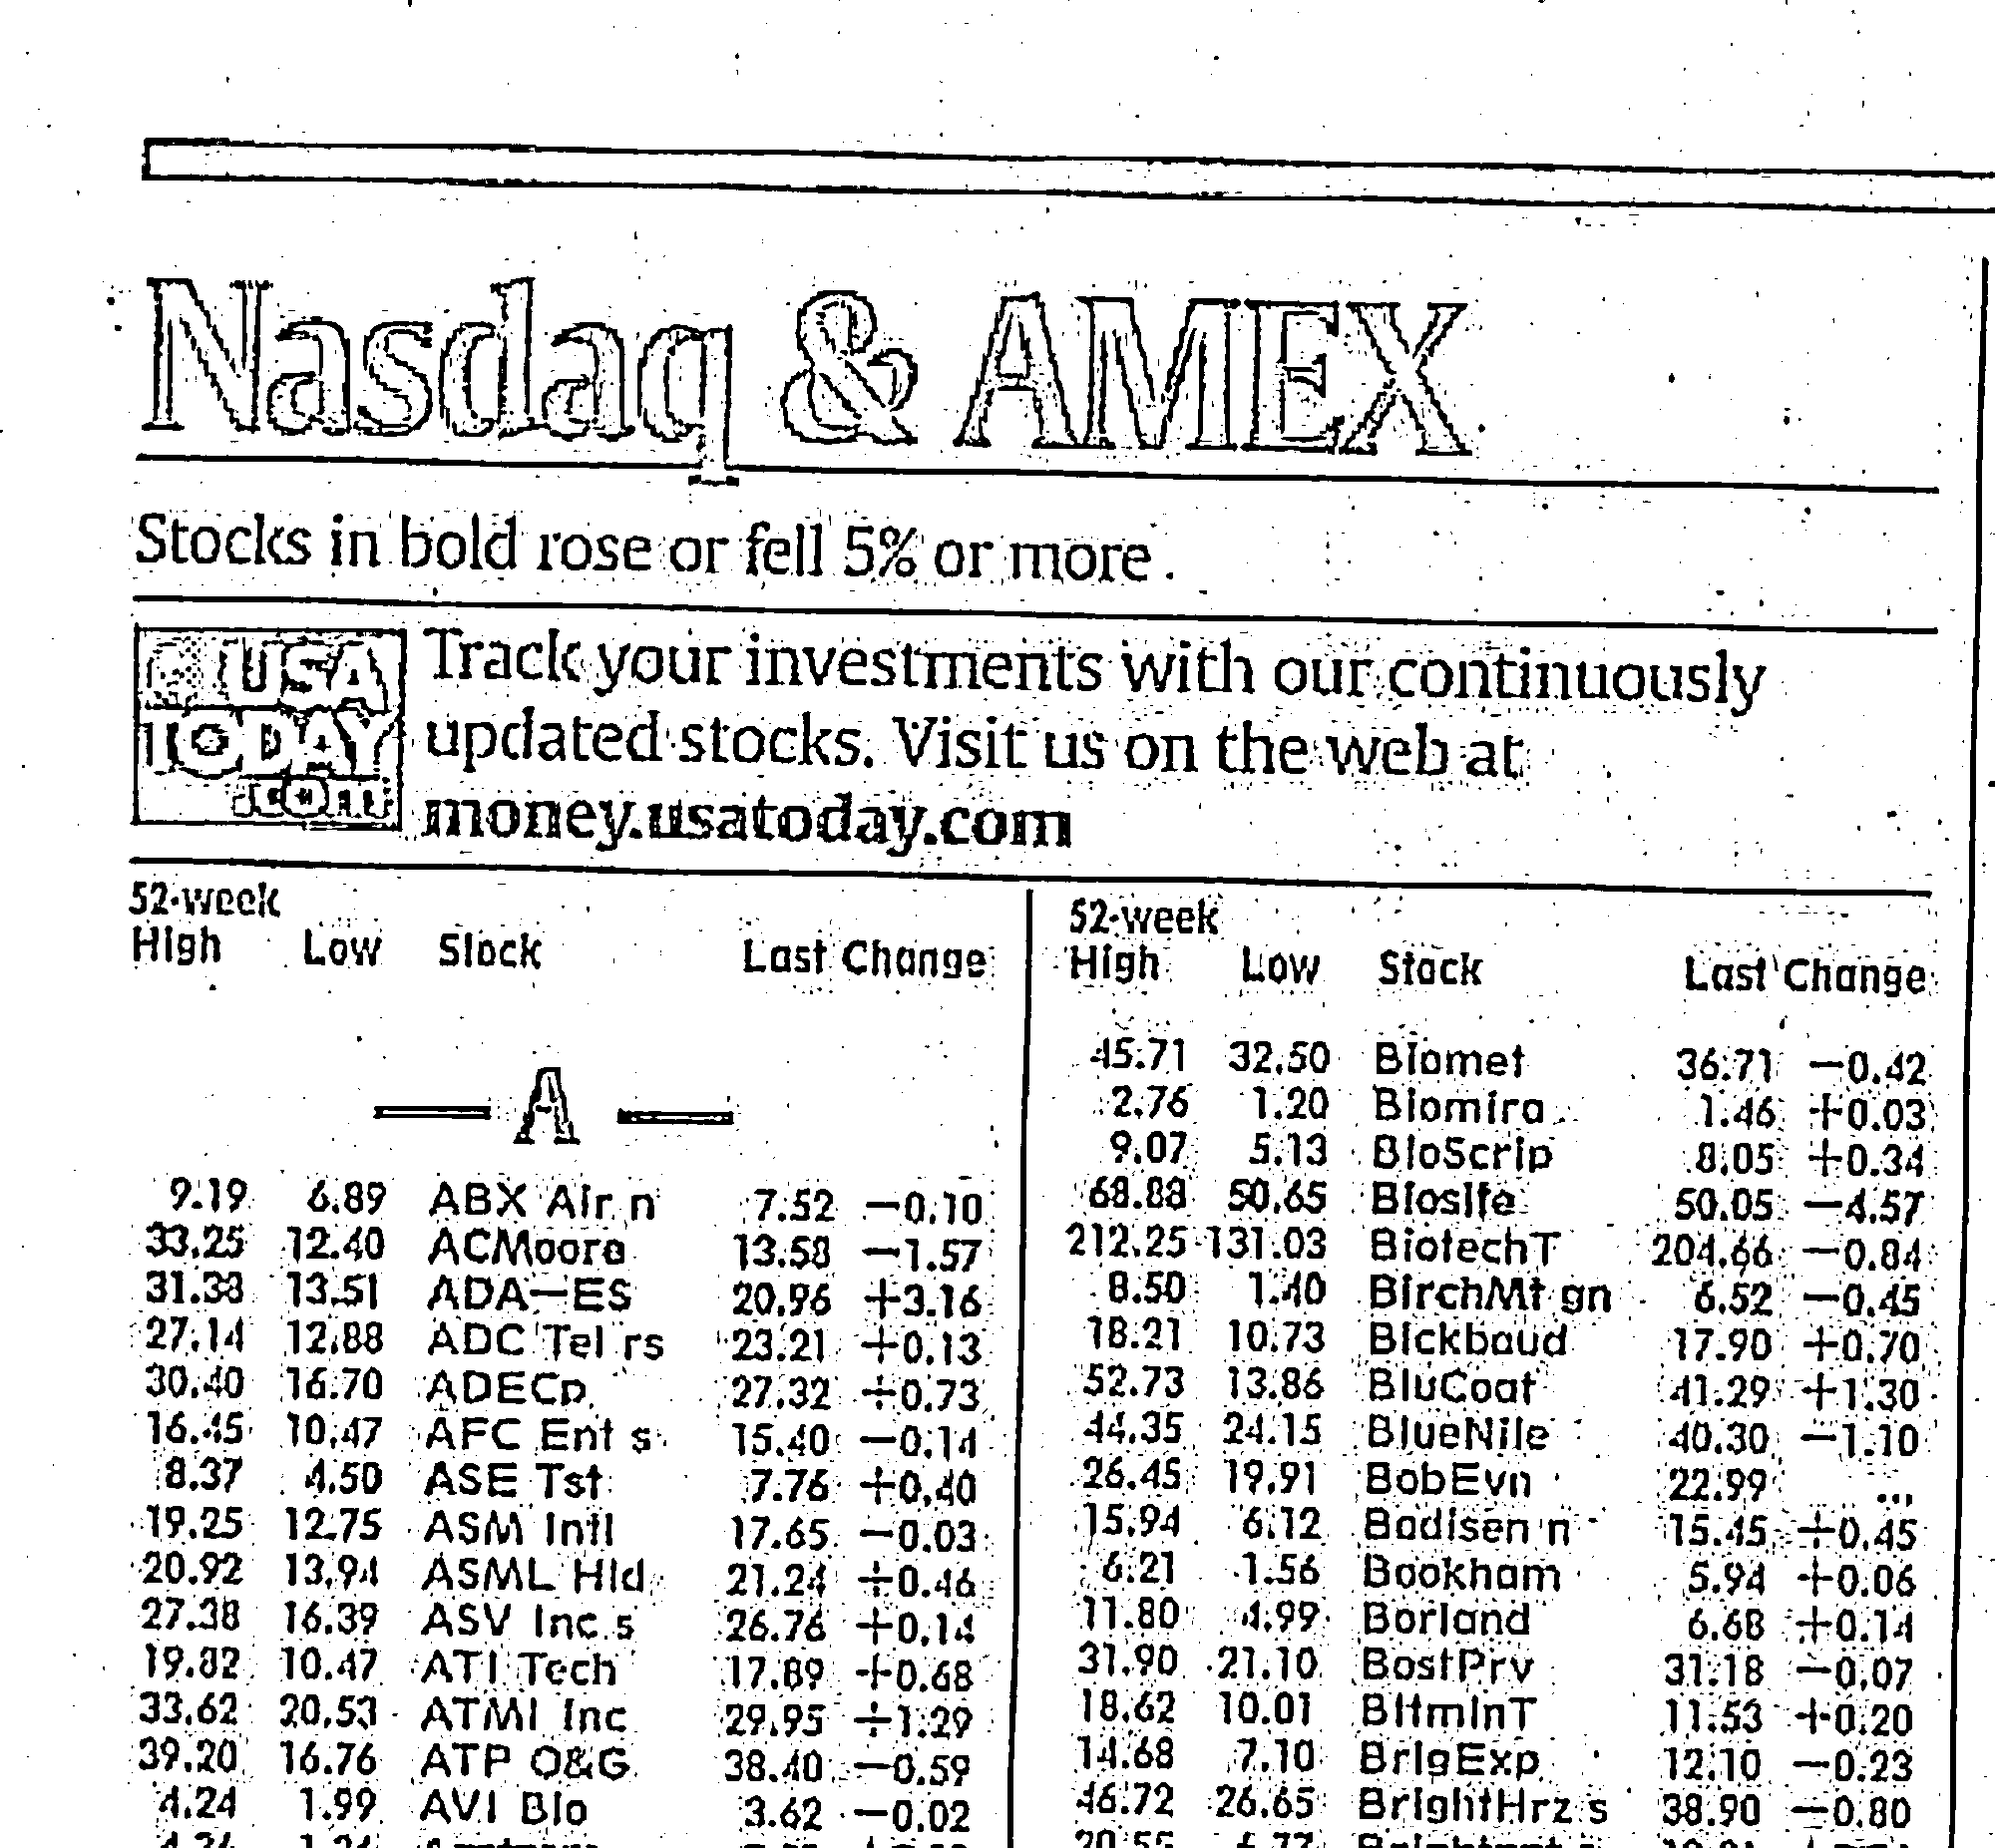 Nasdaq & AMEX
Stocks in bold rose or fell 5% or more.
USA
TODAY
.com
Track your investments with our continuously
updated stocks. Visit us on the web at
money.usatoday.com
52-week
High Low Stock Last Change
A
9.19 6.89 ABX Air n 7.52 −0.10
33.25 12.40 ACMoore 13.58 −1.57
31.38 13.51 ADA−ES 20.96 +3.16
27.14 12.88 ADC Tel rs 23.21 +0.13
30.40 16.70 ADECp 27.32 +0.73
16.45 10.47 AFC Ent s 15.40 −0.14
8.37 4.50 ASE Tst 7.76 +0.40
19.25 12.75 ASM Intl 17.65 −0.03
20.92 13.94 ASML Hld 21.24 +0.46
27.38 16.39 ASV Inc s 26.76 +0.14
19.82 10.47 ATI Tech 17.89 +0.68
33.62 20.53 ATMI Inc 29.95 +1.29
39.20 16.76 ATP O&G 38.40 −0.59
4.24 1.99 AVI Bio 3.62 −0.02
52-week
High Low Stock Last Change
45.71 32.50 Biomet 36.71 −0.42
2.76 1.20 Biomira 1.46 +0.03
9.07 5.13 BioScrip 8.05 +0.34
68.88 50.65 Biosite 50.05 −4.57
212.25 131.03 BiotechT 204.66 −0.84
8.50 1.40 BirchMt gn 6.52 −0.45
18.21 10.73 Blckbaud 17.90 +0.70
52.73 13.86 BluCoat 41.29 +1.30
44.35 24.15 BlueNile 40.30 −1.10
26.45 19.91 BobEvn 22.99 ...
15.94 6.12 Bodisen n 15.45 +0.45
6.21 1.56 Bookham 5.94 +0.06
11.80 4.99 Borland 6.68 +0.14
31.90 21.10 BostPrv 31.18 −0.07
18.62 10.01 BttmlnT 11.53 +0.20
14.68 7.10 BrigExp 12.10 −0.23
46.72 26.65 BrightHrz s 38.90 −0.80